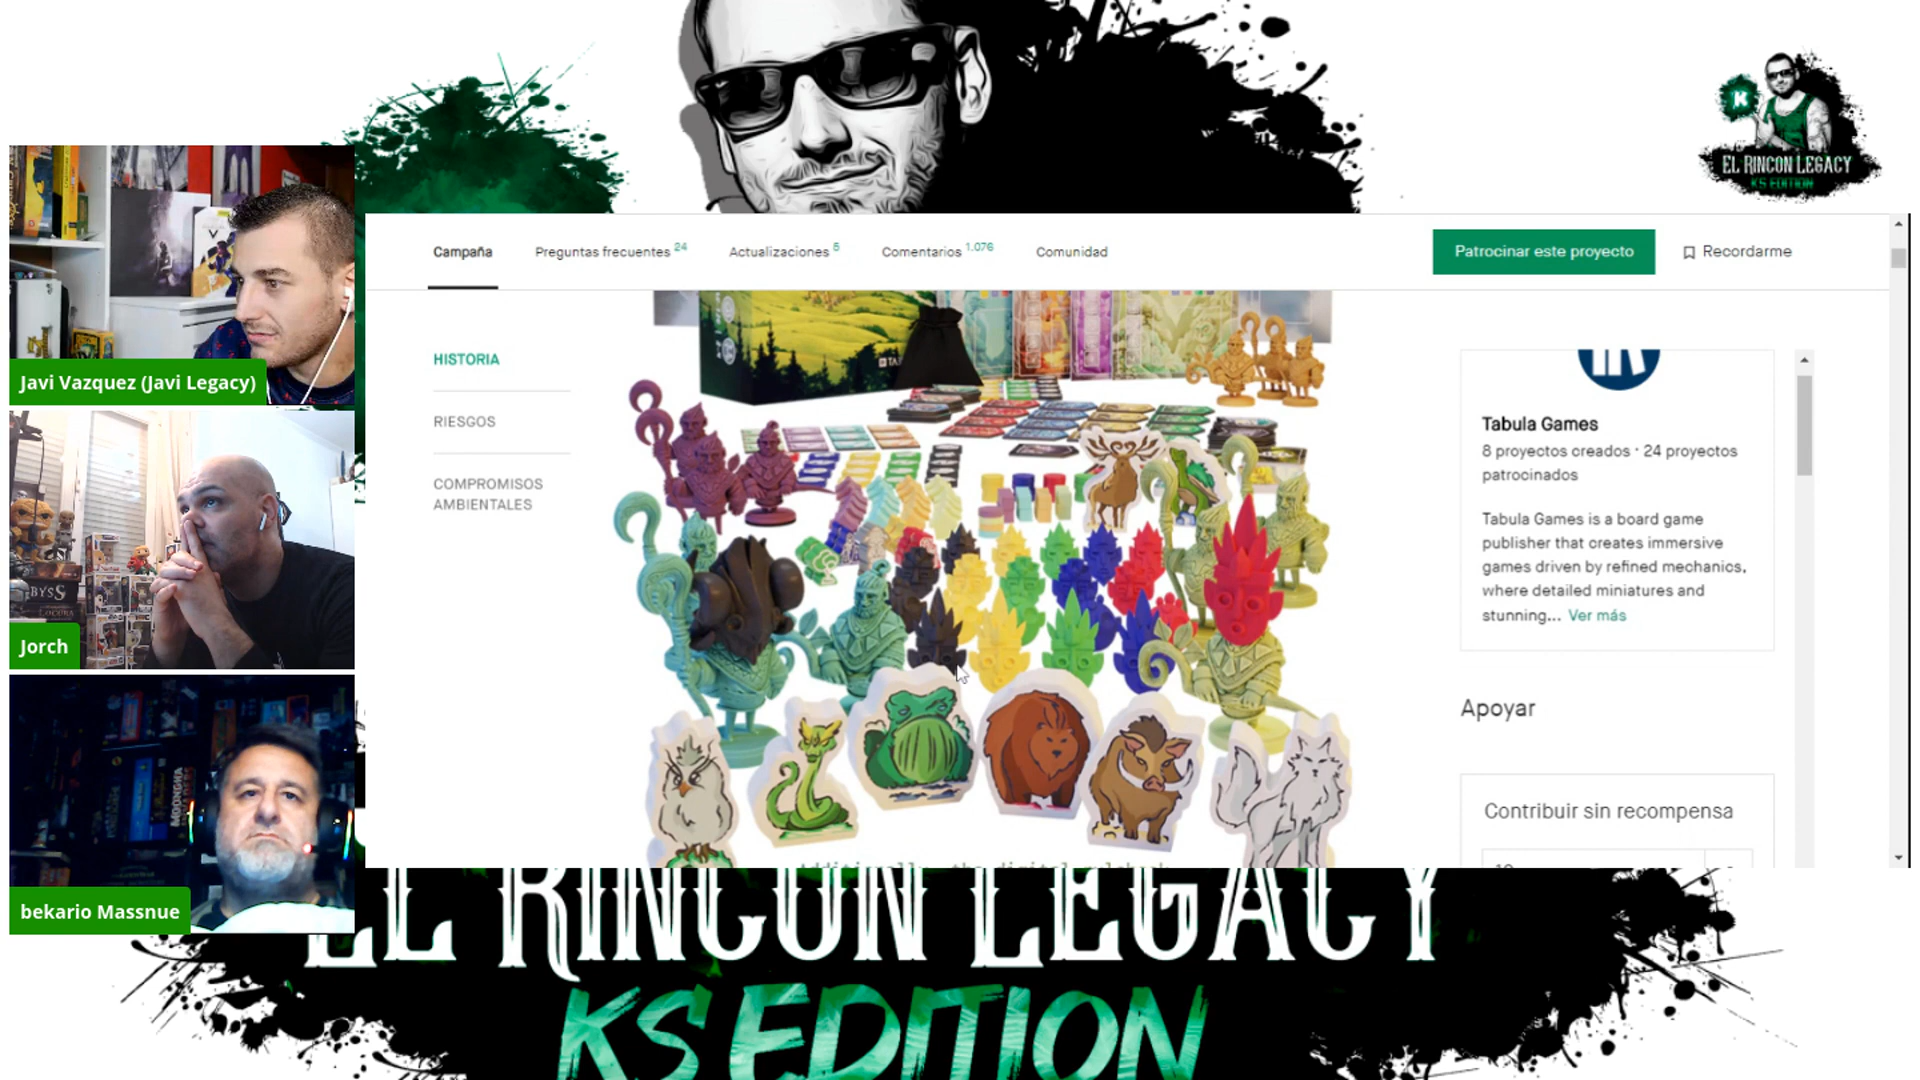 EL RINCON LEGACY
KS EDITION
Campaña
Preguntas frecuentes 24
Actualizaciones 5
Comentarios 1.076
Comunidad
Patrocinar este proyecto
Recordarme
HISTORIA
RIESGOS
COMPROMISOS
AMBIENTALES
Tabula Games
8 proyectos creados · 24 proyectos
patrocinados
Tabula Games is a board game
publisher that creates immersive
games driven by refined mechanics,
where detailed miniatures and
stunning... Ver más
Apoyar
Contribuir sin recompensa
Javi Vazquez (Javi Legacy)
BYSS
Jorch
MOONGHA
INVADERS
bekario Massnue
EL RINCON LEGACY
KS EDITION